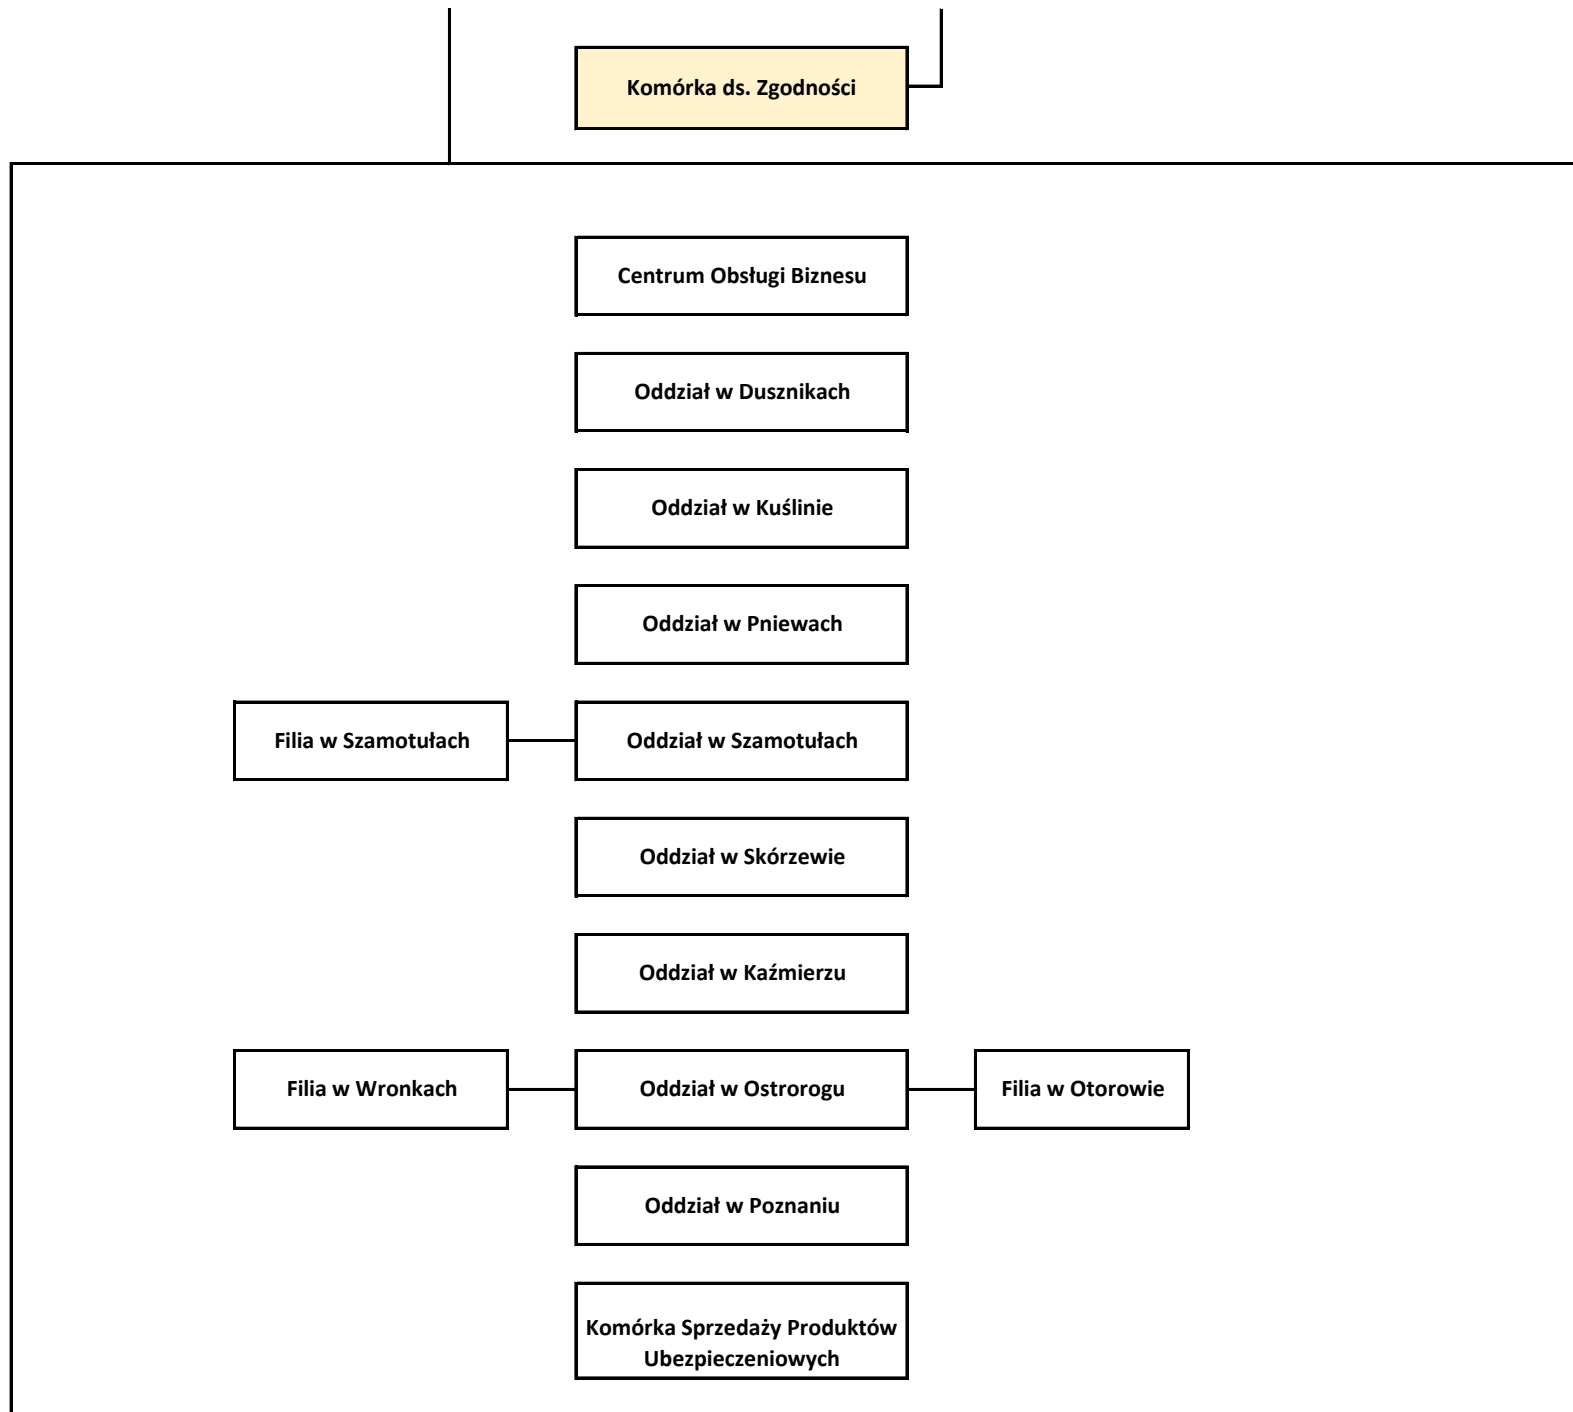 Komórka ds. Zgodności
Centrum Obsługi Biznesu
Oddział w Dusznikach
Oddział w Kuślinie
Oddział w Pniewach
Filia w Szamotułach
Oddział w Szamotułach
Oddział w Skórzewie
Oddział w Kaźmierzu
Filia w Wronkach
Oddział w Ostrorogu
Filia w Otorowie
Oddział w Poznaniu
Komórka Sprzedaży Produktów
Ubezpieczeniowych